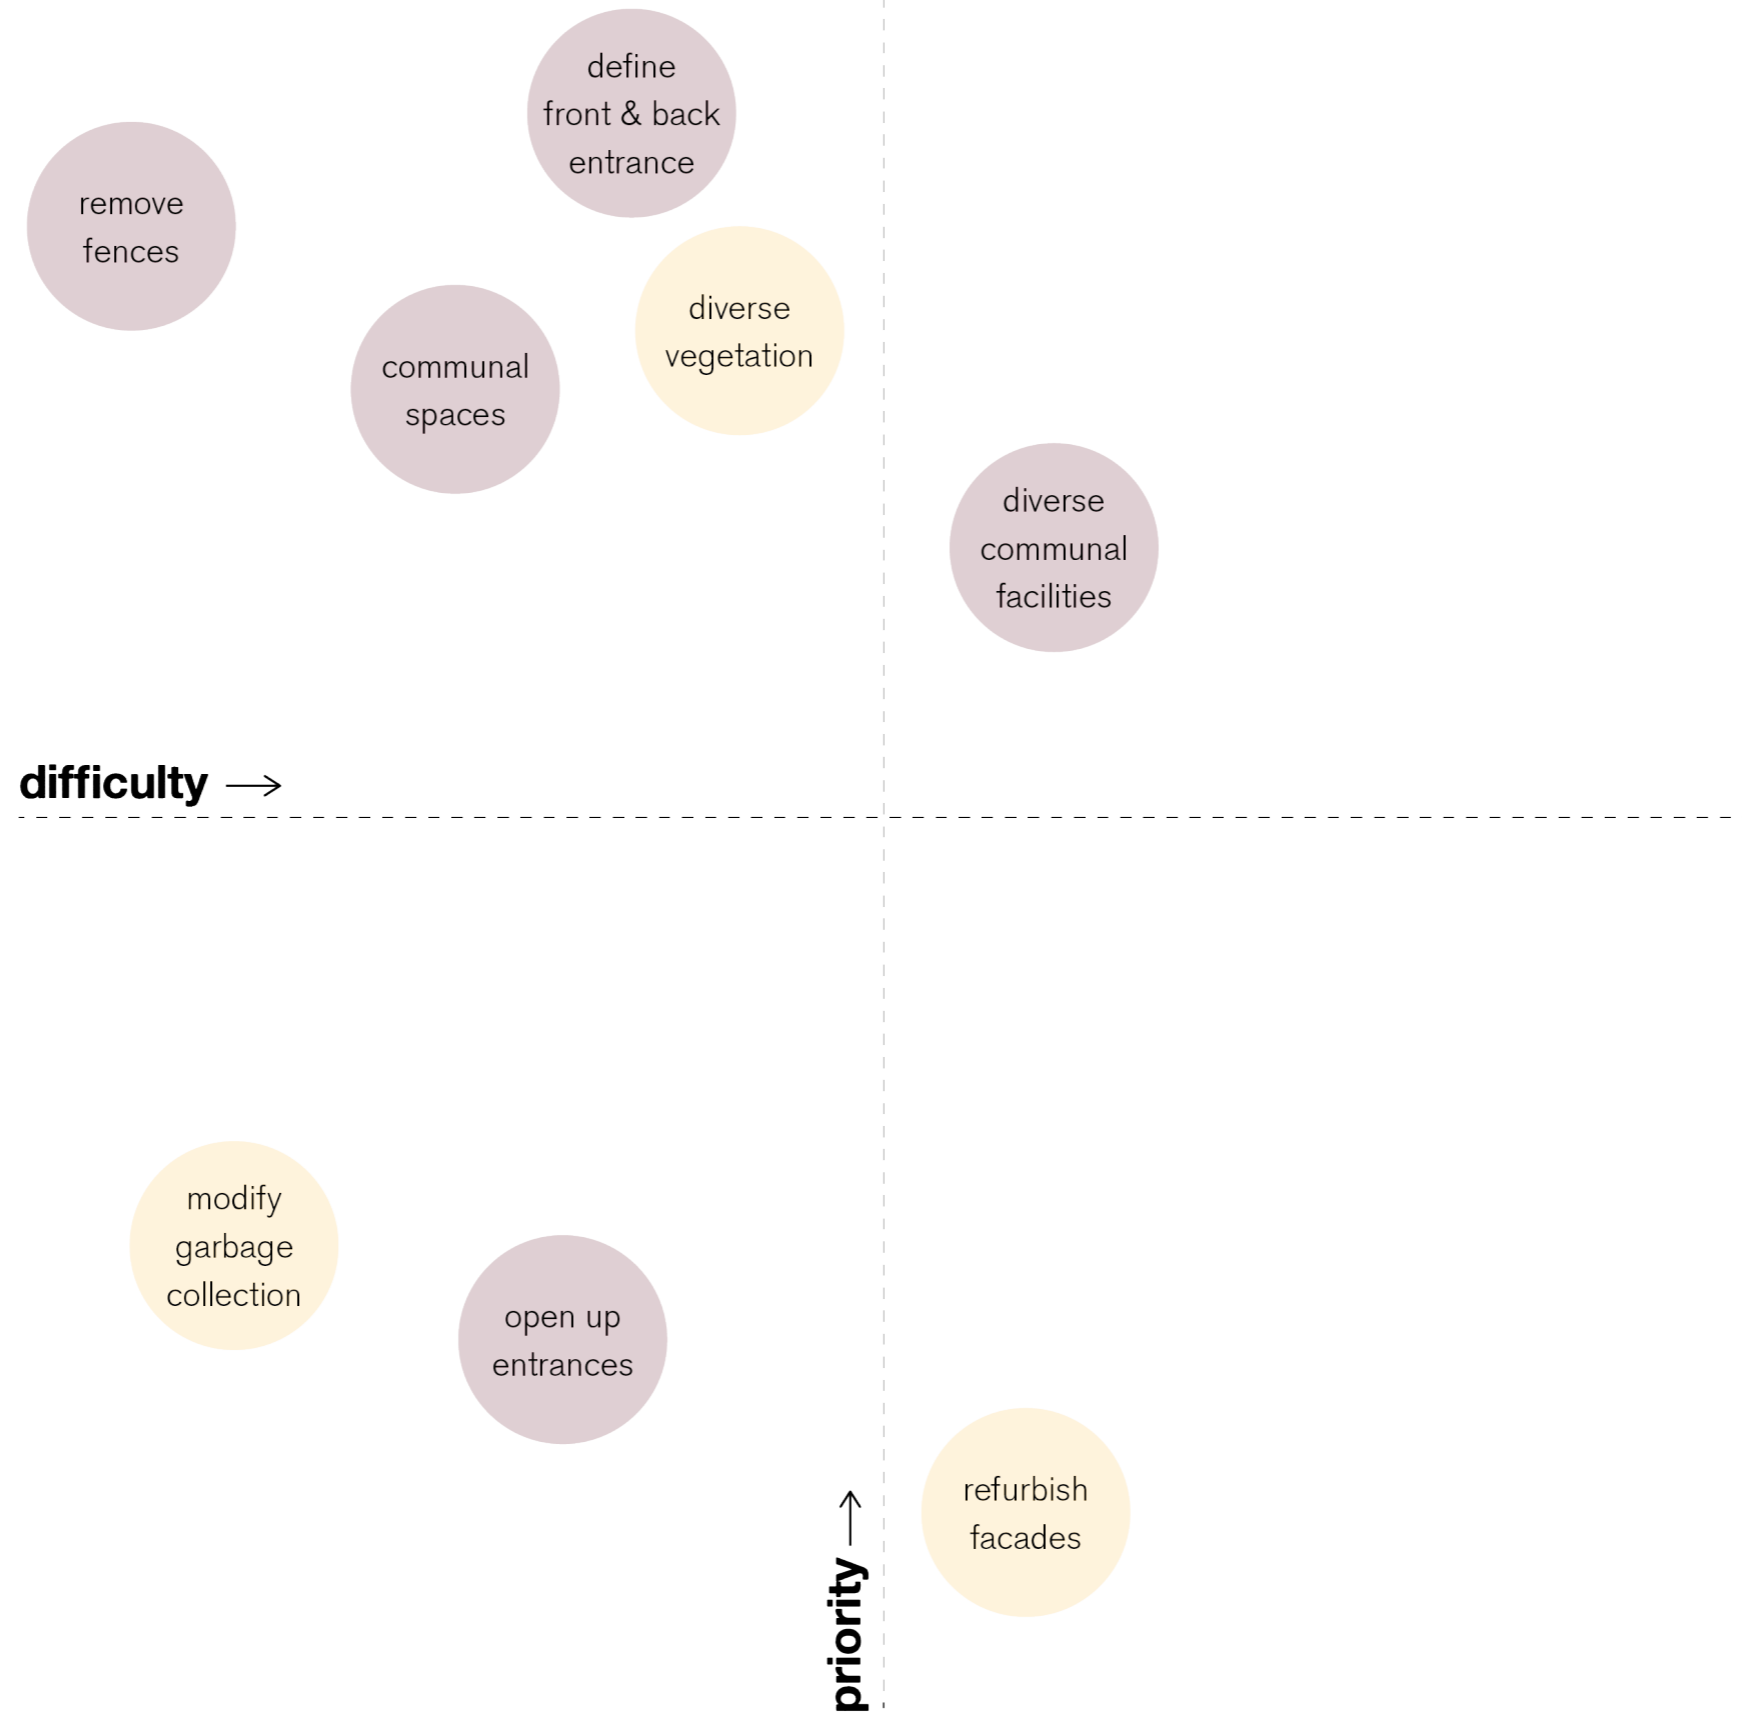 define
front & back
entrance
remove
fences
diverse
vegetation
communal
spaces
diverse
communal
facilities
difficulty →
modify
garbage
collection
open up
entrances
refurbish
facades
priority →